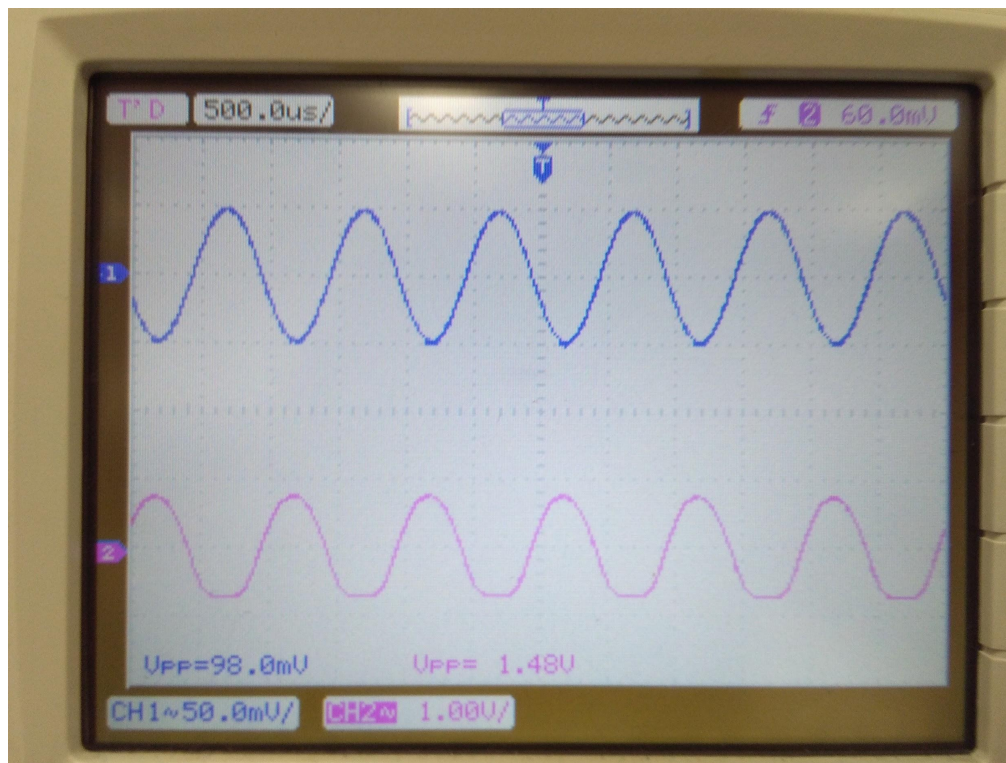 T'D 500.0us/ T 2 60.0mV
T
1
2
VPP=98.0mV VPP= 1.48V
CH1~50.0mV/ CH2~ 1.00V/